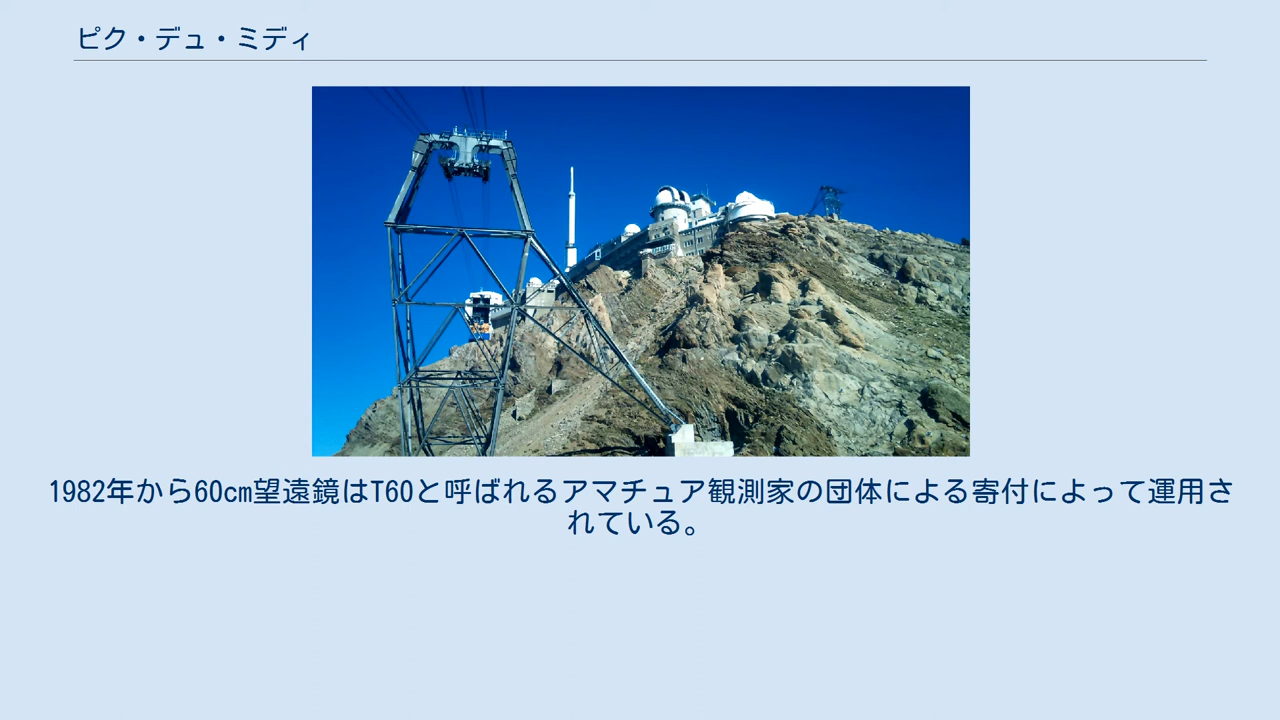 ピク・デュ・ミディ
1982年から60cm望遠鏡はT60と呼ばれるアマチュア観測家の団体による寄付によって運用さ
れている。